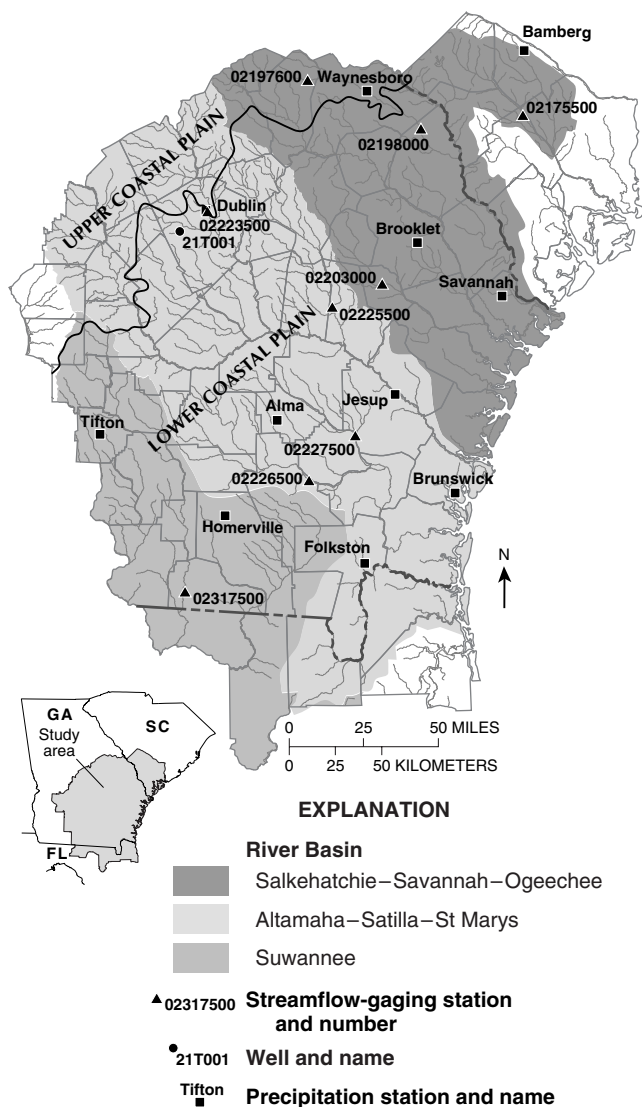 Bamberg
02197600
Waynesboro
02175500
02198000
UPPER COASTAL PLAIN
Dublin
02223500
21T001
Brooklet
02203000
Savannah
02225500
LOWER COASTAL PLAIN
Jesup
Alma
Tifton
02227500
02226500
Brunswick
Homerville
Folkston
N
02317500
0 25 50 MILES
0 25 50 KILOMETERS
GA
SC
Study
area
FL
EXPLANATION
River Basin
Salkehatchie–Savannah–Ogeechee
Altamaha–Satilla–St Marys
Suwannee
02317500 Streamflow-gaging station
and number
21T001 Well and name
Tifton Precipitation station and name